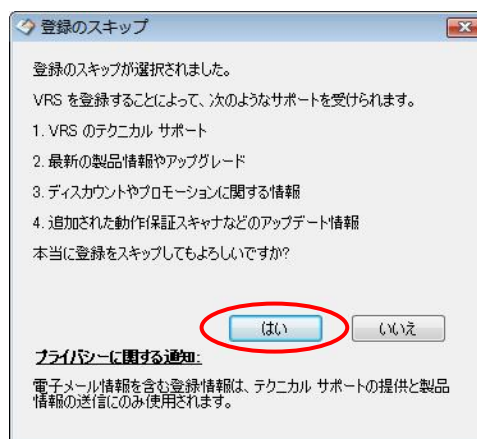 登録のスキップ
登録のスキップが選択されました。
VRS を登録することによって、次のようなサポートを受けられます。
1. VRS のテクニカル サポート
2. 最新の製品情報やアップグレード
3. ディスカウントやプロモーションに関する情報
4. 追加された動作保証スキャナなどのアップデート情報
本当に登録をスキップしてもよろしいですか?
はい
いいえ
プライバシーに関する通知:
電子メール情報を含む登録情報は、テクニカル サポートの提供と製品
情報の送信にのみ使用されます。